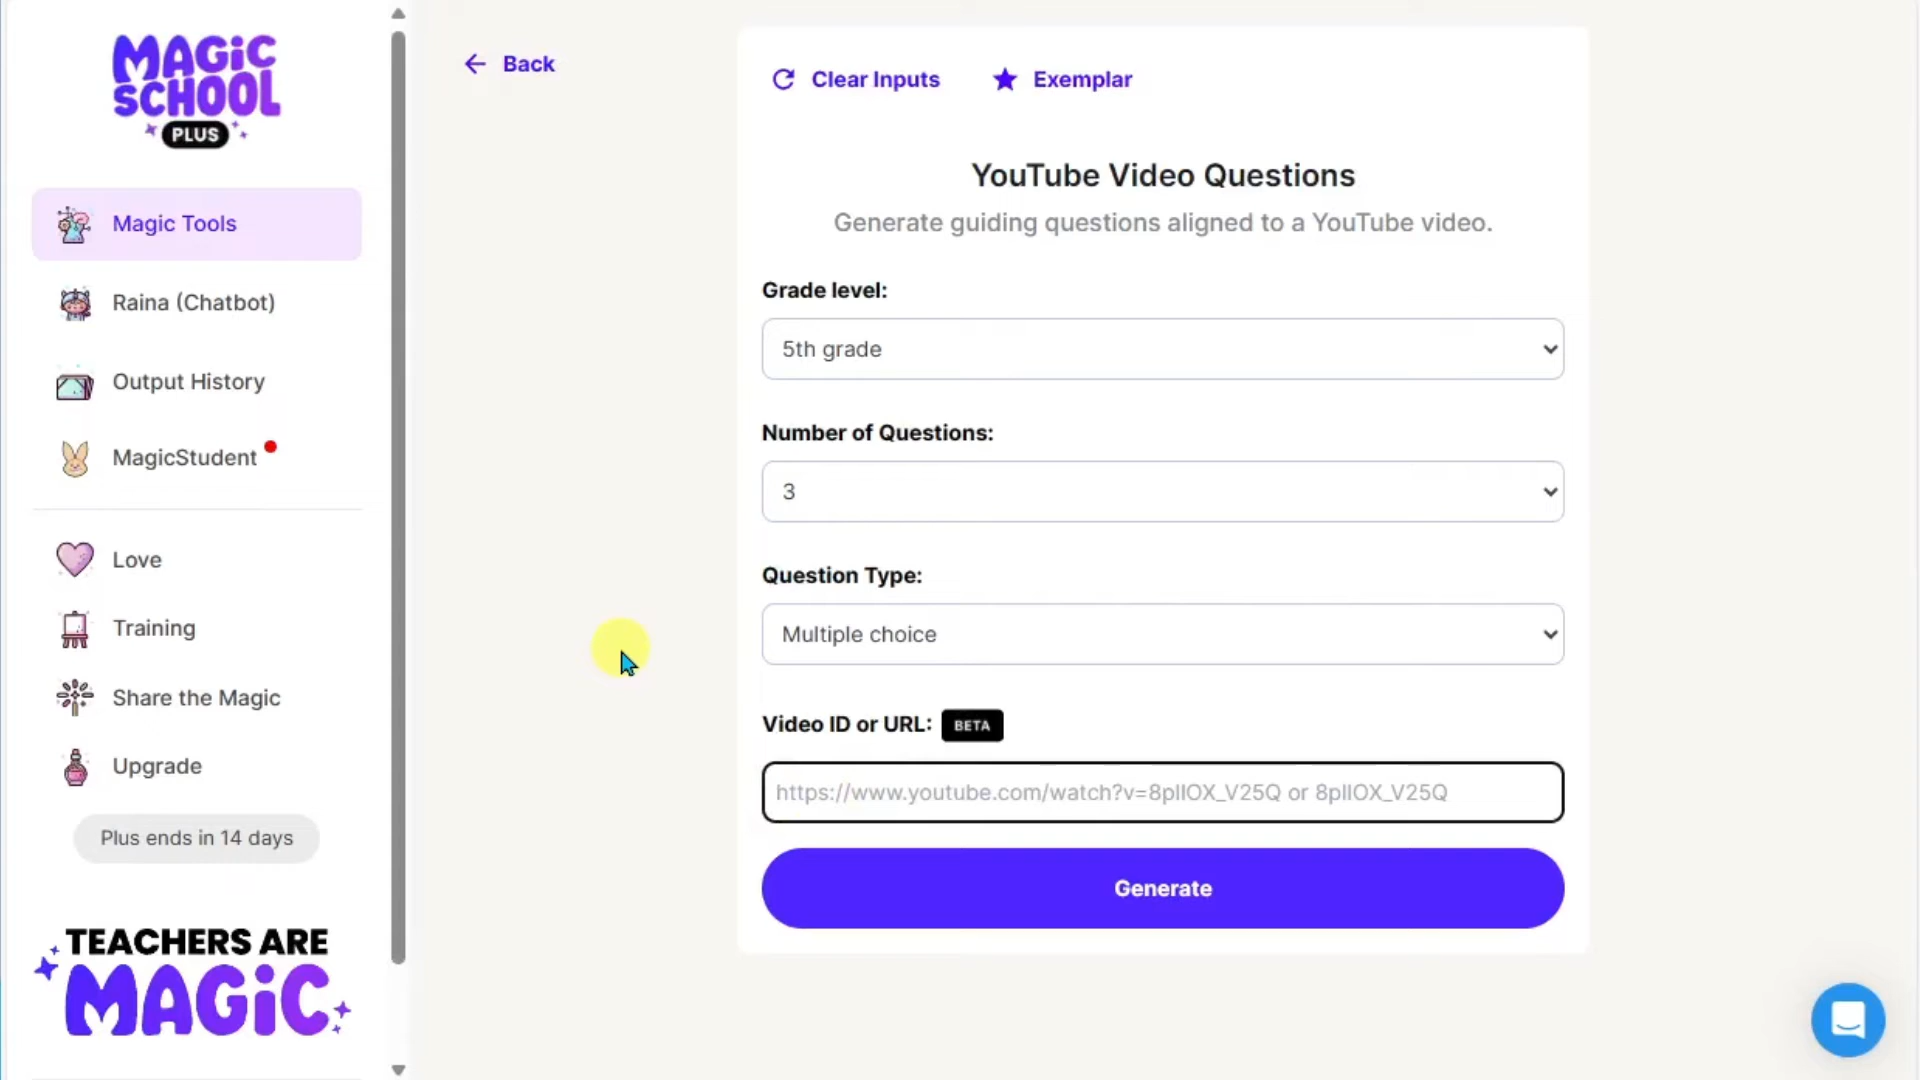 MAGiC
SCHOOL
PLUS
Magic Tools
Raina (Chatbot)
Output History
MagicStudent
Love
Training
Share the Magic
Upgrade
Plus ends in 14 days
TEACHERS ARE
MAGiC
Back
Clear Inputs
Exemplar
YouTube Video Questions
Generate guiding questions aligned to a YouTube video.
Grade level:
5th grade
Number of Questions:
3
Question Type:
Multiple choice
Video ID or URL: BETA
https://www.youtube.com/watch?v=8pIIOX_V25Q or 8pIIOX_V25Q
Generate